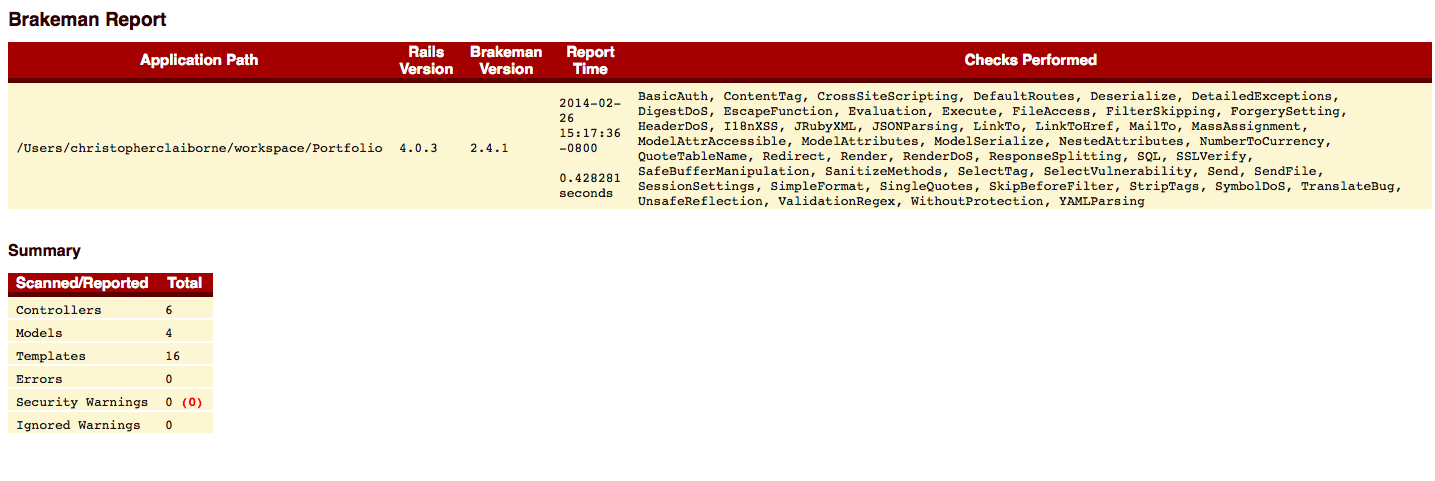 Brakeman Report
Application Path Rails Version Brakeman Version Report Time Checks Performed
/Users/christopherclaiborne/workspace/Portfolio 4.0.3 2.4.1
2014-02-
26
15:17:36
-0800
0.428281
seconds
BasicAuth, ContentTag, CrossSiteScripting, DefaultRoutes, Deserialize, DetailedExceptions,
DigestDoS, EscapeFunction, Evaluation, Execute, FileAccess, FilterSkipping, ForgerySetting,
HeaderDoS, I18nXSS, JRubyXML, JSONParsing, LinkTo, LinkToHref, MailTo, MassAssignment,
ModelAttrAccessible, ModelAttributes, ModelSerialize, NestedAttributes, NumberToCurrency,
QuoteTableName, Redirect, Render, RenderDoS, ResponseSplitting, SQL, SSLVerify,
SafeBufferManipulation, SanitizeMethods, SelectTag, SelectVulnerability, Send, SendFile,
SessionSettings, SimpleFormat, SingleQuotes, SkipBeforeFilter, StripTags, SymbolDoS, TranslateBug,
UnsafeReflection, ValidationRegex, WithoutProtection, YAMLParsing
Summary
Scanned/Reported Total
Controllers 6
Models 4
Templates 16
Errors 0
Security Warnings 0 (0)
Ignored Warnings 0